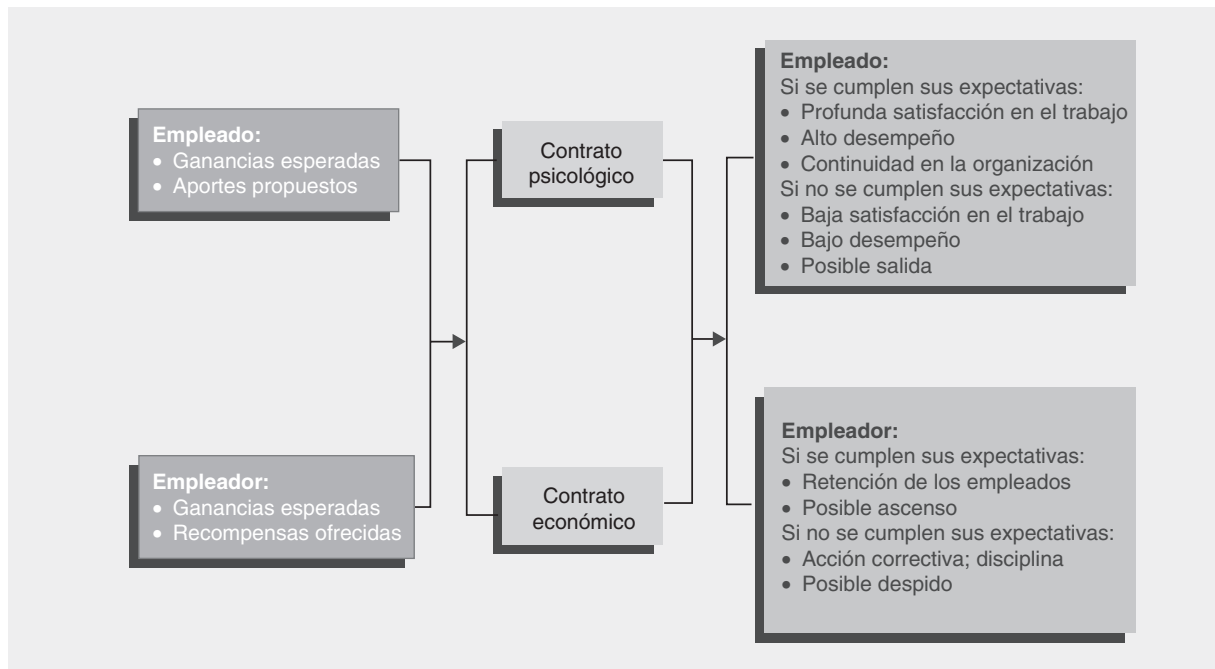 Empleado:
• Ganancias esperadas
• Aportes propuestos
Empleador:
• Ganancias esperadas
• Recompensas ofrecidas
Contrato
psicológico
Contrato
económico
Empleado:
Si se cumplen sus expectativas:
• Profunda satisfacción en el trabajo
• Alto desempeño
• Continuidad en la organización
Si no se cumplen sus expectativas:
• Baja satisfacción en el trabajo
• Bajo desempeño
• Posible salida
Empleador:
Si se cumplen sus expectativas:
• Retención de los empleados
• Posible ascenso
Si no se cumplen sus expectativas:
• Acción correctiva; disciplina
• Posible despido